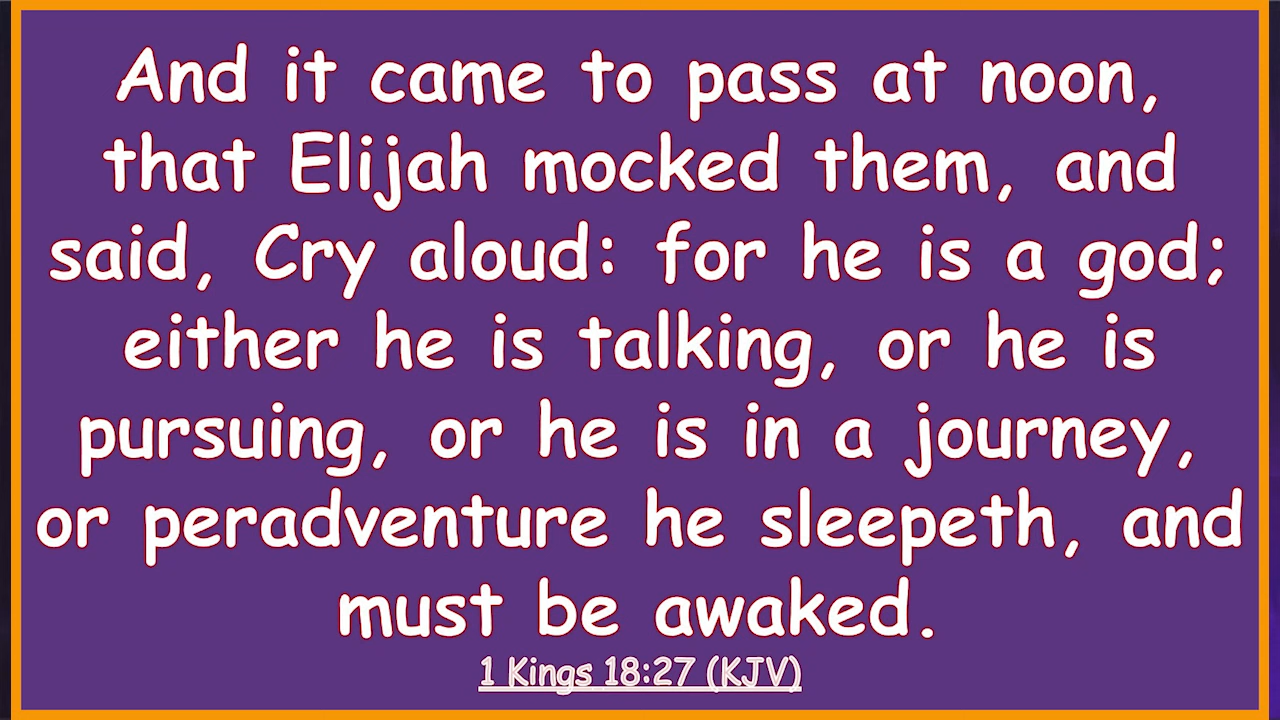 And it came to pass at noon,
that Elijah mocked them, and
said, Cry aloud: for he is a god;
either he is talking, or he is
pursuing, or he is in a journey,
or peradventure he sleepeth, and
must be awaked.
1 Kings 18:27 (KJV)